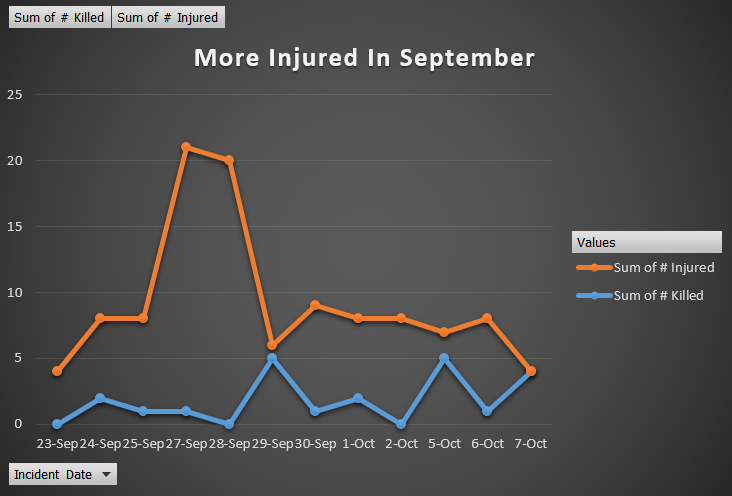 Sum of # Killed Sum of # Injured
More Injured In September
25
20
15
10
5
0
23-Sep 24-Sep 25-Sep 27-Sep 28-Sep 29-Sep 30-Sep 1-Oct 2-Oct 5-Oct 6-Oct 7-Oct
Values
Sum of # Injured
Sum of # Killed
Incident Date